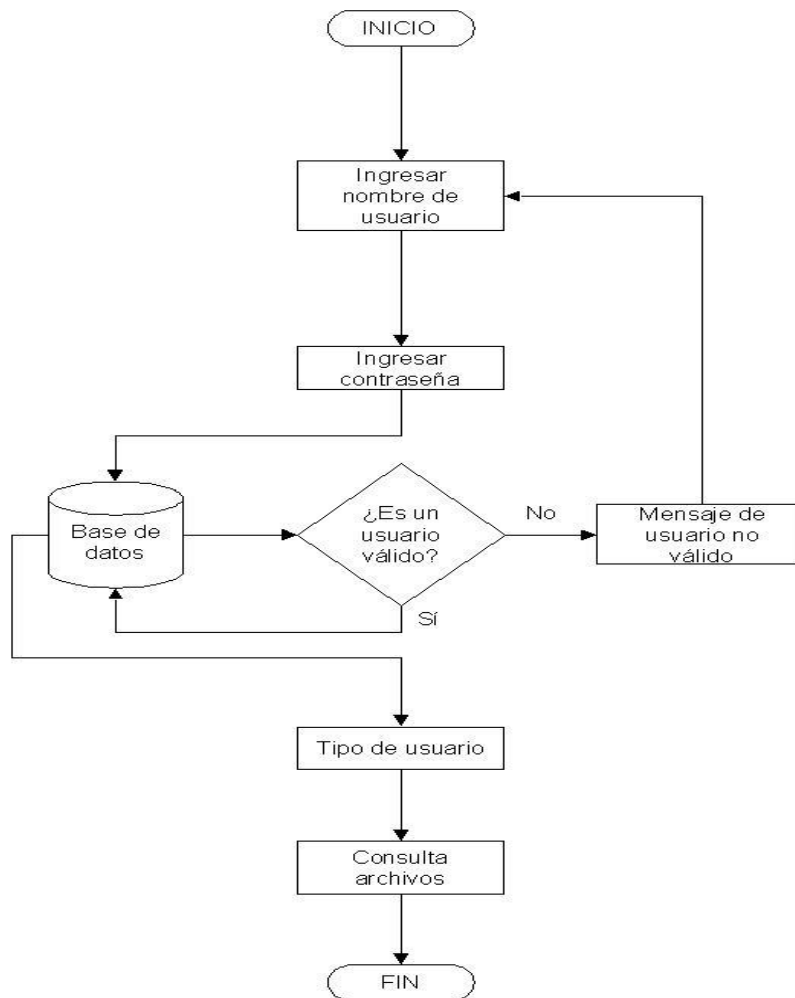 INICIO
Ingresar
nombre de
usuario
Ingresar
contraseña
Base de
datos
¿Es un
usuario
válido?
No
Mensaje de
usuario no
válido
Sí
Tipo de usuario
Consulta
archivos
FIN